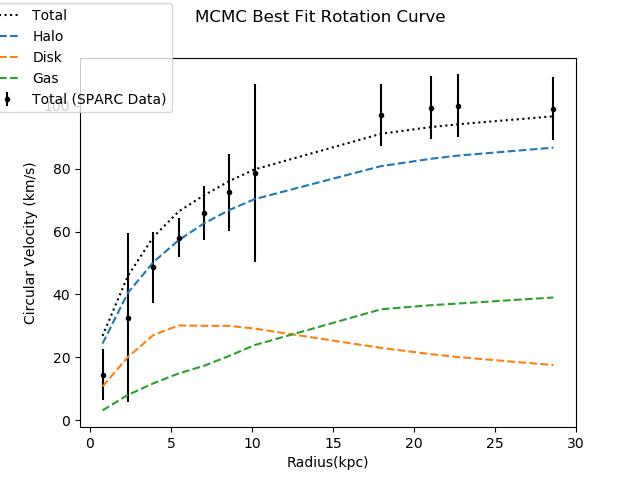 MCMC Best Fit Rotation Curve
Total
Halo
Disk
Gas
Total (SPARC Data)
100
80
60
40
20
0
Circular Velocity (km/s)
0 5 10 15 20 25 30
Radius(kpc)